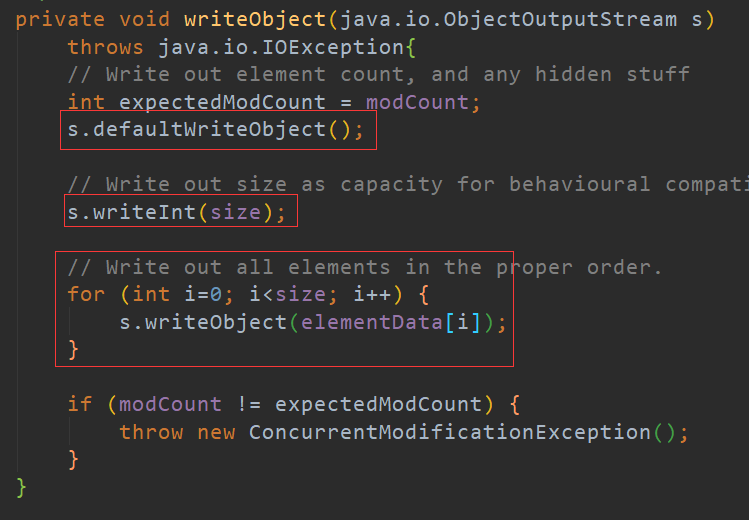 private void writeObject(java.io.ObjectOutputStream s)
throws java.io.IOException{
// Write out element count, and any hidden stuff
int expectedModCount = modCount;
s.defaultWriteObject();
// Write out size as capacity for behavioural
s.writeInt(size);
// Write out all elements in the proper order.
for (int i=0; i<size; i++) {
s.writeObject(elementData[i]);
}
if (modCount != expectedModCount) {
throw new ConcurrentModificationException();
}
}